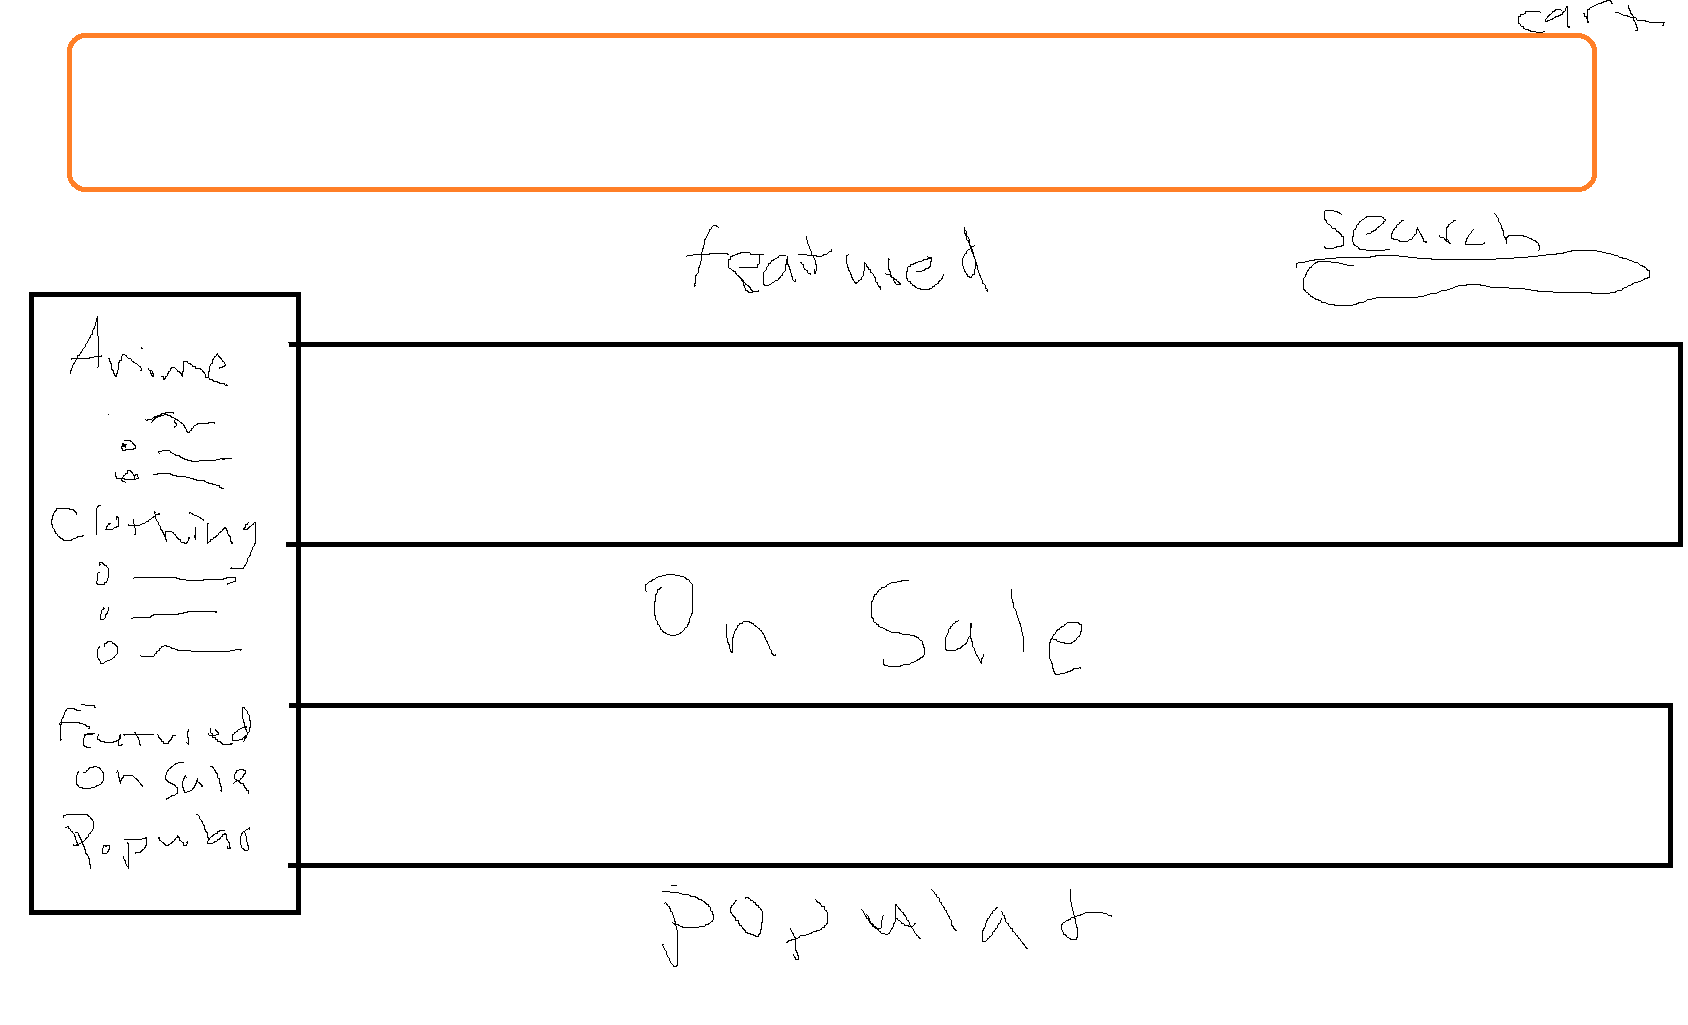 cart
featured
search
Anime
Clothing
On Sale
Featured
On Sale
Popular
popular